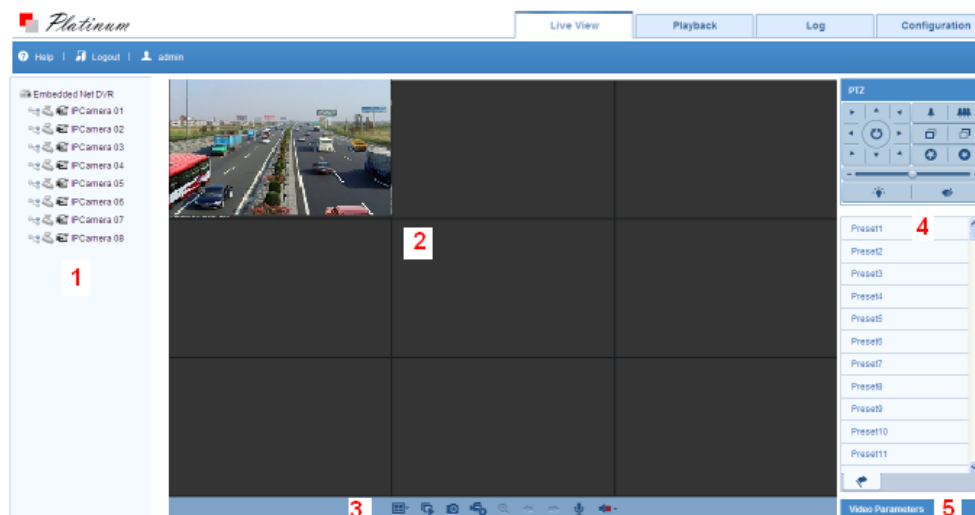 Platinum
Live View
Playback
Log
Configuration
Help | Logout | admin
Embedded Net DVR
IPCamera 01
IPCamera 02
IPCamera 03
IPCamera 04
IPCamera 05
IPCamera 06
IPCamera 07
IPCamera 08
1
2
3
PTZ
4
Preset1
Preset2
Preset3
Preset4
Preset5
Preset6
Preset7
Preset8
Preset9
Preset10
Preset11
Video Parameters
5